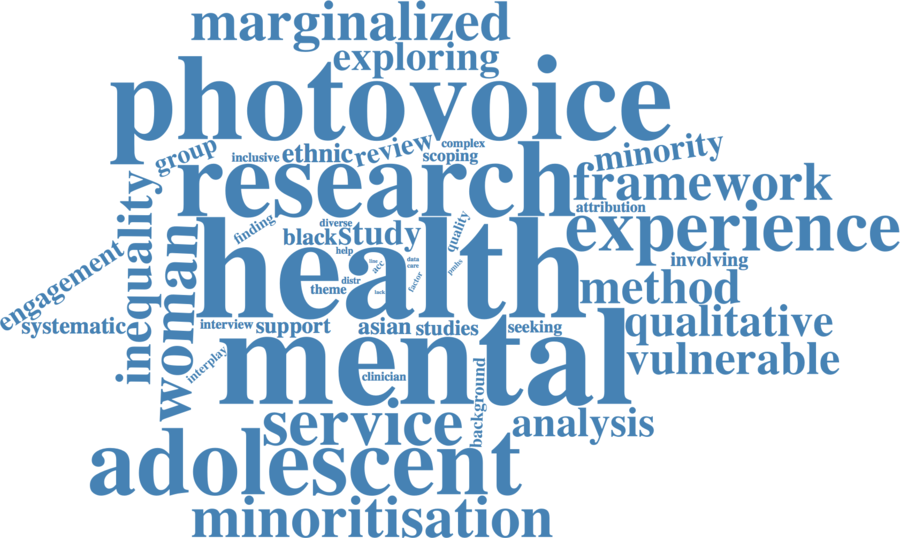 marginalized
exploring
photovoice
group
inclusive
ethnic
review
complex
scoping
minority
research
framework
attribution
inequality
woman
finding
diverse
black
study
help
quality
experience
involving
health
data
care
acc
factor
distr
theme
lack
engagement
systematic
method
interview
support
asian
studies
seeking
qualitative
interplay
mental
clinician
vulnerable
background
service
analysis
adolescent
minoritisation